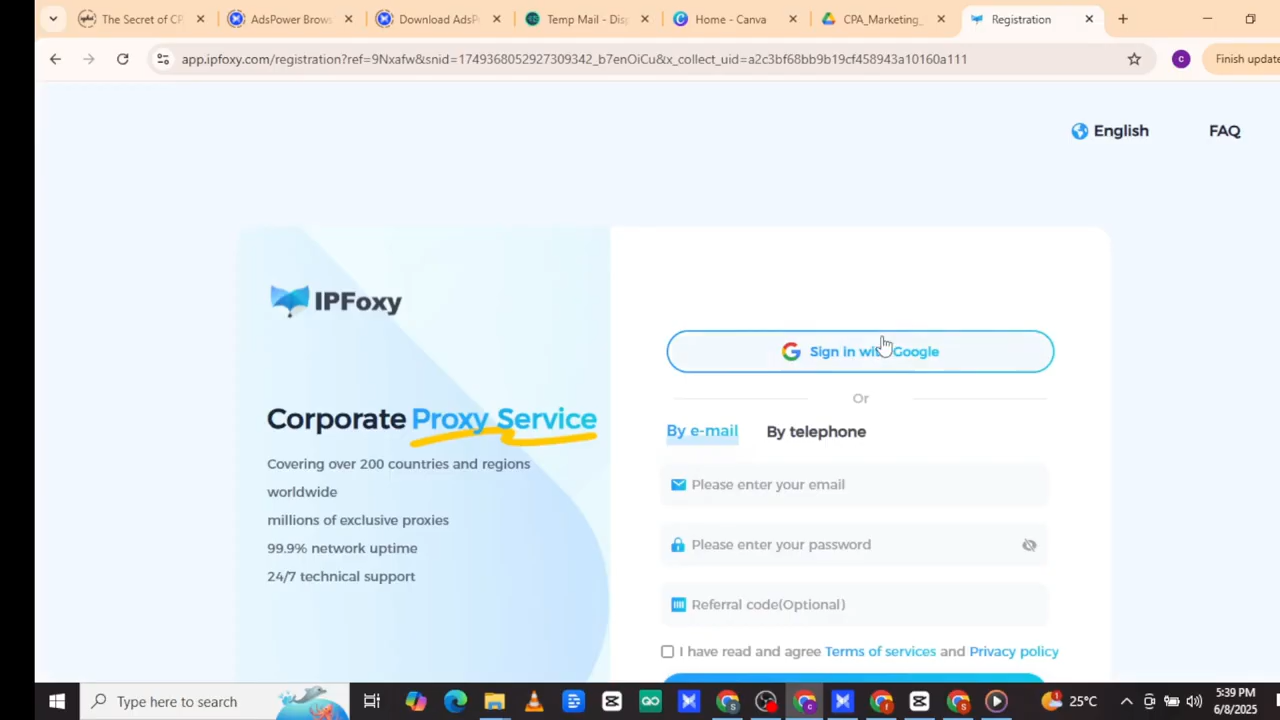 The Secret of CP
AdsPower Brow
Download AdsP
Temp Mail - Disp
Home - Canva
CPA_Marketing_
Registration
app.ipfoxy.com/registration?ref=9Nxafw&snid=1749368052927309342_b7enOiCu&x_collect_uid=a2c3bf68bb9b19cf458943a10160a111
c
Finish update
English
FAQ
IPFoxy
Sign in with Google
Or
By e-mail
By telephone
Corporate Proxy Service
Covering over 200 countries and regions
worldwide
millions of exclusive proxies
99.9% network uptime
24/7 technical support
Please enter your email
Please enter your password
Referral code(Optional)
I have read and agree Terms of services and Privacy policy
Type here to search
25°C
5:39 PM
6/8/2025